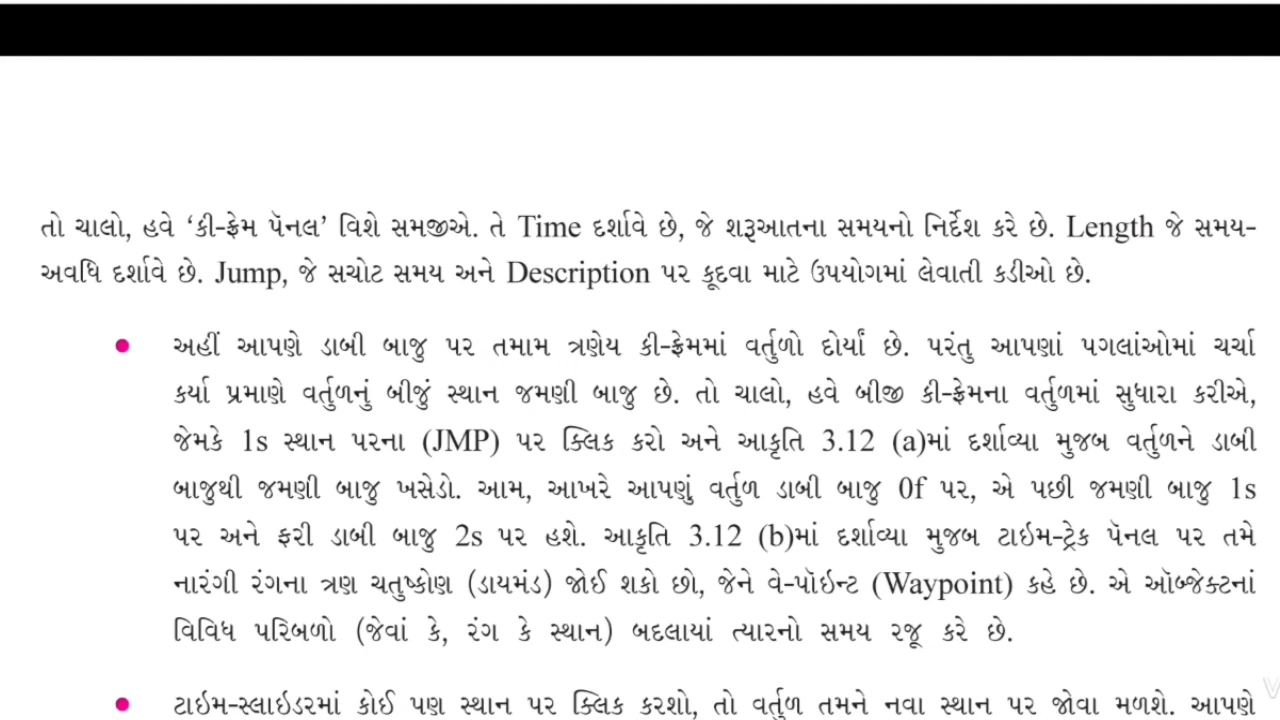 તો ચાલો, હવે ‘કી-ફ્રેમ પૅનલ’ વિશે સમજીએ. તે Time દર્શાવે છે, જે શરૂઆતના સમયનો નિર્દેશ કરે છે. Length જે સમય-
અવધિ દર્શાવે છે. Jump, જે સચોટ સમય અને Description પર કૂદવા માટે ઉપયોગમાં લેવાતી કડીઓ છે.
● અહીં આપણે ડાબી બાજુ પર તમામ ત્રણેય કી-ફ્રેમમાં વર્તુળો દોર્યાં છે. પરંતુ આપણાં પગલાંઓમાં ચર્ચા
કર્યા પ્રમાણે વર્તુળનું બીજું સ્થાન જમણી બાજુ છે. તો ચાલો, હવે બીજી કી-ફ્રેમના વર્તુળમાં સુધારા કરીએ,
જેમકે 1s સ્થાન પરના (JMP) પર ક્લિક કરો અને આકૃતિ 3.12 (a)માં દર્શાવ્યા મુજબ વર્તુળને ડાબી
બાજુથી જમણી બાજુ ખસેડો. આમ, આખરે આપણું વર્તુળ ડાબી બાજુ 0f પર, એ પછી જમણી બાજુ 1s
પર અને ફરી ડાબી બાજુ 2s પર હશે. આકૃતિ 3.12 (b)માં દર્શાવ્યા મુજબ ટાઇમ-ટ્રેક પૅનલ પર તમે
નારંગી રંગના ત્રણ ચતુષ્કોણ (ડાયમંડ) જોઈ શકો છો, જેને વે-પૉઇન્ટ (Waypoint) કહે છે. એ ઑબ્જેક્ટનાં
વિવિધ પરિબળો (જેવાં કે, રંગ કે સ્થાન) બદલાયાં ત્યારનો સમય રજૂ કરે છે.
● ટાઇમ-સ્લાઇડરમાં કોઈ પણ સ્થાન પર ક્લિક કરશો, તો વર્તુળ તમને નવા સ્થાન પર જોવા મળશે. આપણે